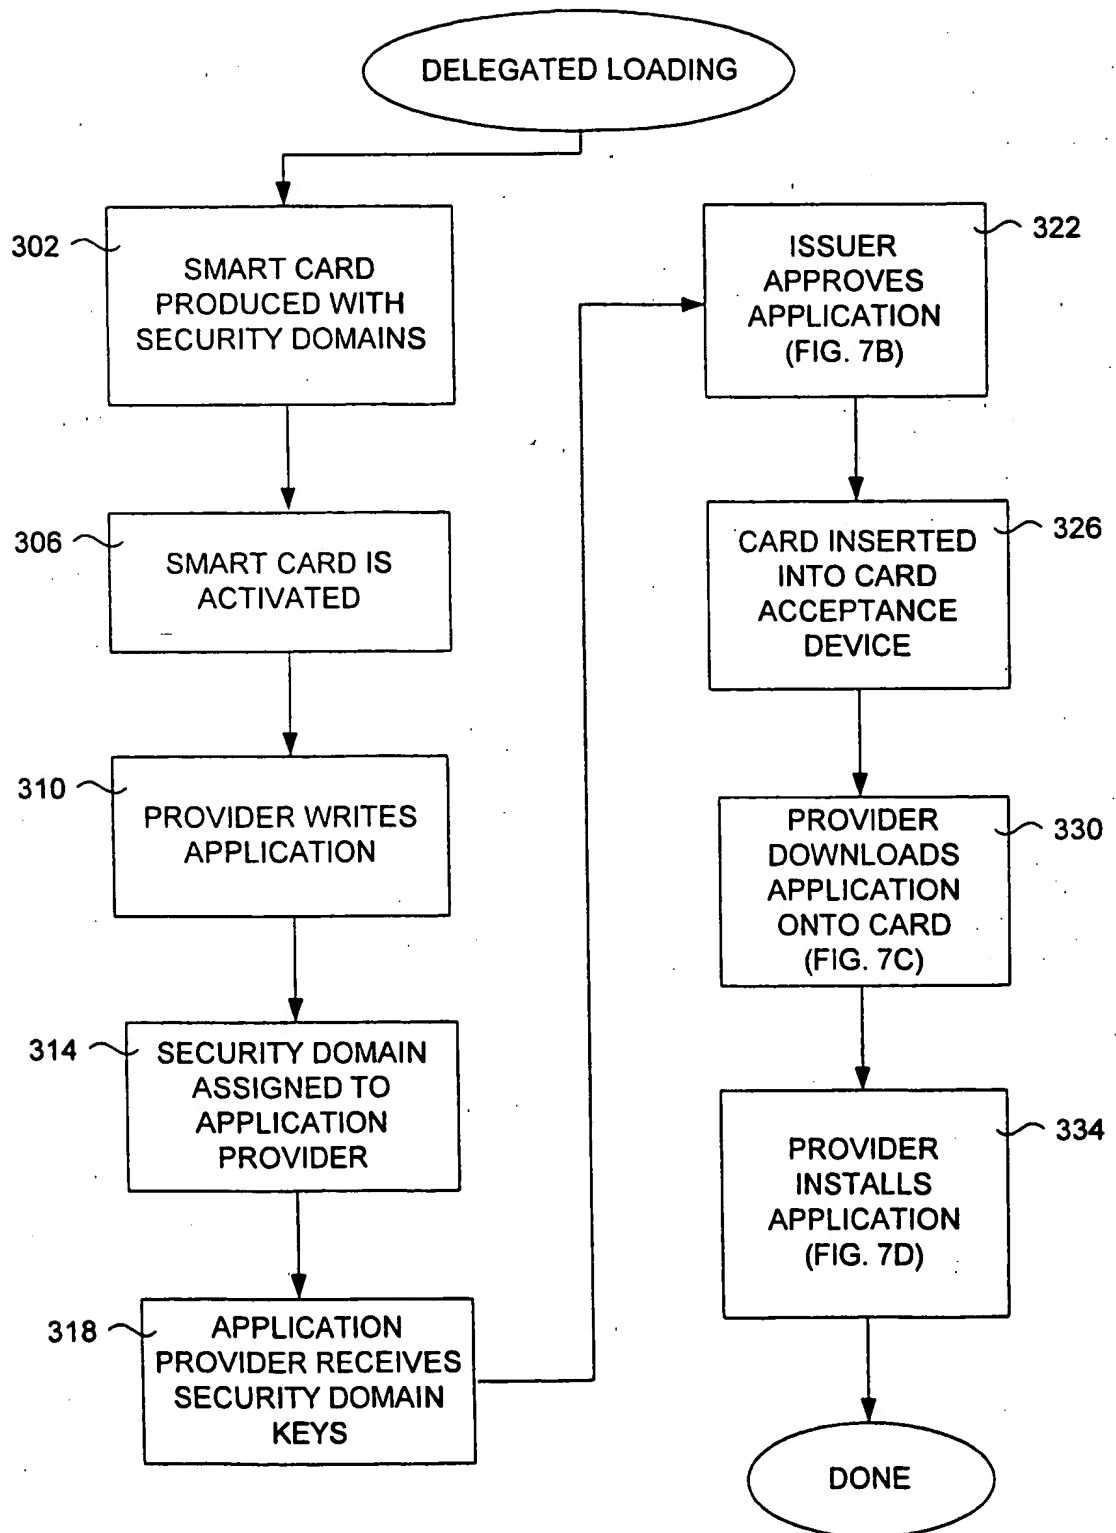 DELEGATED LOADING
302
SMART CARD
PRODUCED WITH
SECURITY DOMAINS
306
SMART CARD IS
ACTIVATED
310
PROVIDER WRITES
APPLICATION
314
SECURITY DOMAIN
ASSIGNED TO
APPLICATION
PROVIDER
318
APPLICATION
PROVIDER RECEIVES
SECURITY DOMAIN
KEYS
322
ISSUER
APPROVES
APPLICATION
(FIG. 7B)
326
CARD INSERTED
INTO CARD
ACCEPTANCE
DEVICE
330
PROVIDER
DOWNLOADS
APPLICATION
ONTO CARD
(FIG. 7C)
334
PROVIDER
INSTALLS
APPLICATION
(FIG. 7D)
DONE